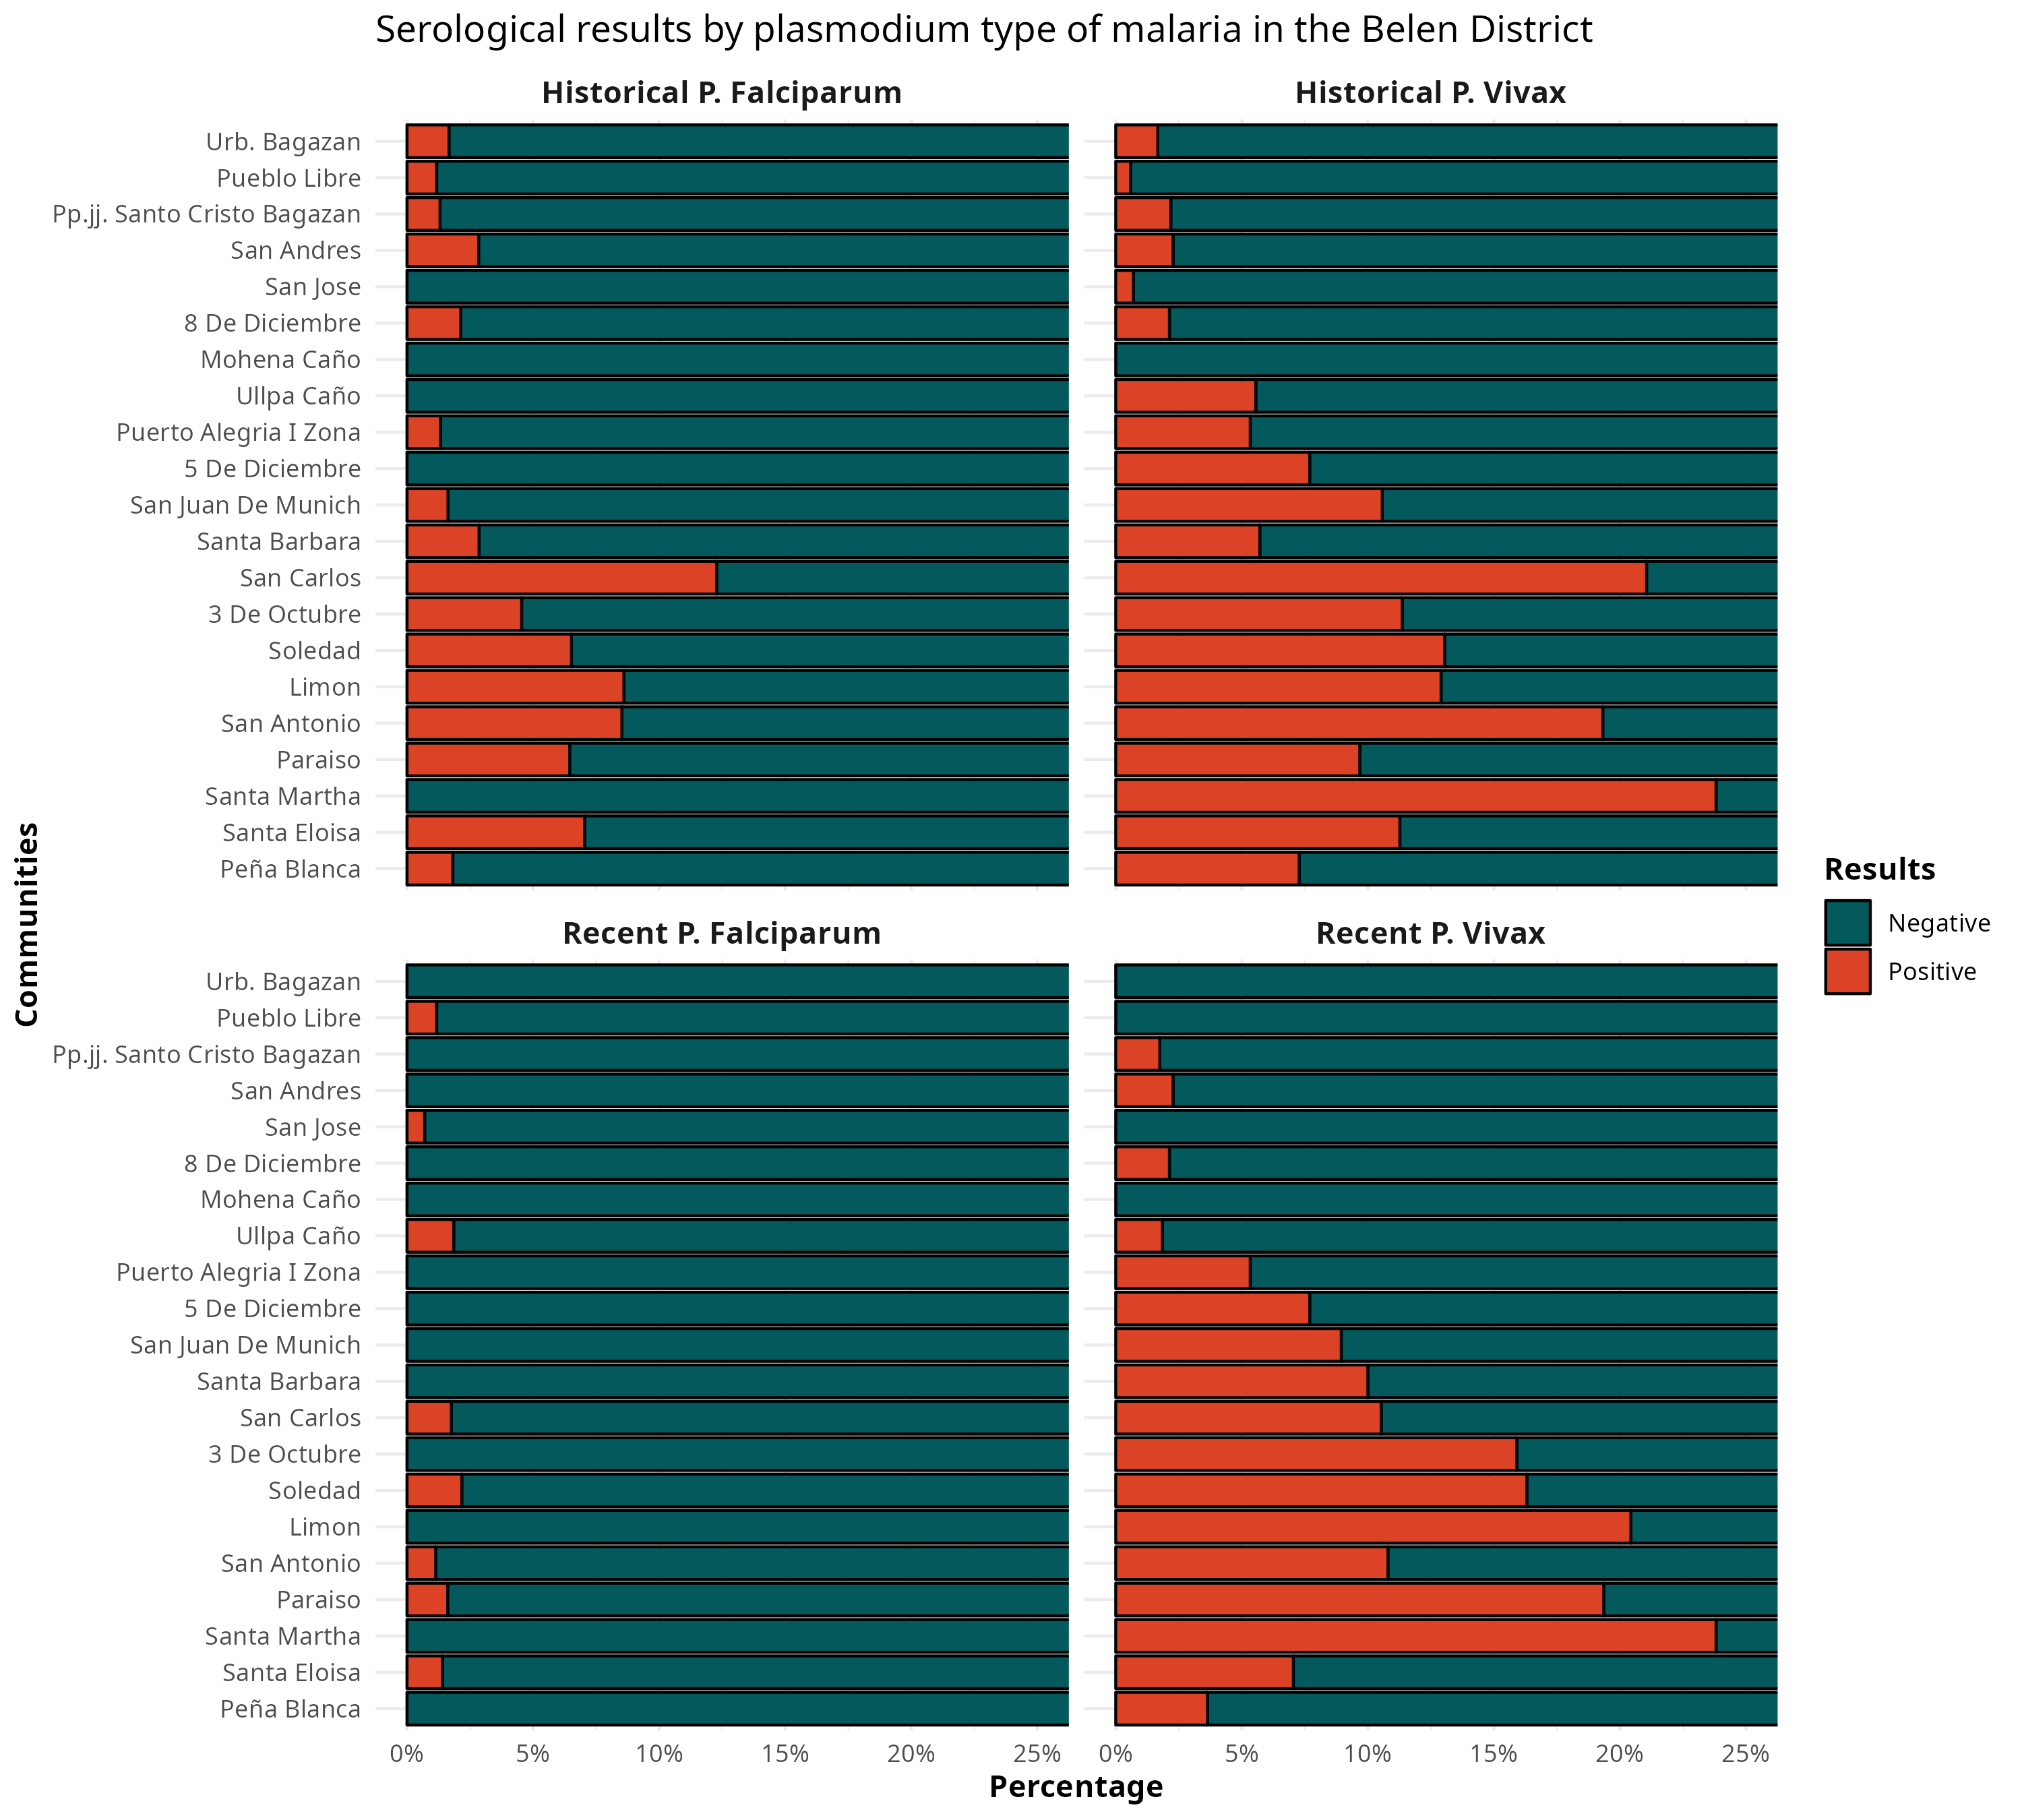 Serological results by plasmodium type of malaria in the Belen District
Historical P. Falciparum
Historical P. Vivax
Urb. Bagazan
Pueblo Libre
Pp.jj. Santo Cristo Bagazan
San Andres
San Jose
8 De Diciembre
Mohena Caño
Ullpa Caño
Puerto Alegria I Zona
5 De Diciembre
San Juan De Munich
Santa Barbara
San Carlos
3 De Octubre
Soledad
Limon
San Antonio
Paraiso
Santa Martha
Santa Eloisa
Peña Blanca
Communities
Results
Negative
Positive
Recent P. Falciparum
Recent P. Vivax
Urb. Bagazan
Pueblo Libre
Pp.jj. Santo Cristo Bagazan
San Andres
San Jose
8 De Diciembre
Mohena Caño
Ullpa Caño
Puerto Alegria I Zona
5 De Diciembre
San Juan De Munich
Santa Barbara
San Carlos
3 De Octubre
Soledad
Limon
San Antonio
Paraiso
Santa Martha
Santa Eloisa
Peña Blanca
0% 5% 10% 15% 20% 25%
0% 5% 10% 15% 20% 25%
Percentage